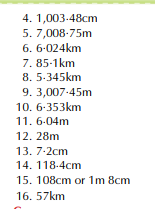 4. 1,003·48cm
5. 7,008·75m
6. 6·024km
7. 85·1km
8. 5·345km
9. 3,007·45m
10. 6·353km
11. 6·04m
12. 28m
13. 7·2cm
14. 118·4cm
15. 108cm or 1m 8cm
16. 57km